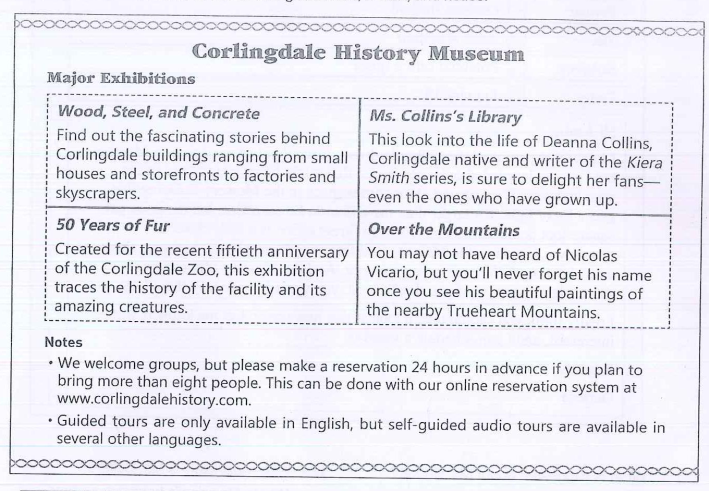 Corlingdale History Museum
Major Exhibitions
Wood, Steel, and Concrete
Find out the fascinating stories behind
Corlingdale buildings ranging from small
houses and storefronts to factories and
skyscrapers.
Ms. Collins's Library
This look into the life of Deanna Collins,
Corlingdale native and writer of the Kiera
Smith series, is sure to delight her fans—
even the ones who have grown up.
50 Years of Fur
Created for the recent fiftieth anniversary
of the Corlingdale Zoo, this exhibition
traces the history of the facility and its
amazing creatures.
Over the Mountains
You may not have heard of Nicolas
Vicario, but you'll never forget his name
once you see his beautiful paintings of
the nearby Trueheart Mountains.
Notes
• We welcome groups, but please make a reservation 24 hours in advance if you plan to
bring more than eight people. This can be done with our online reservation system at
www.corlingdalehistory.com.
• Guided tours are only available in English, but self-guided audio tours are available in
several other languages.